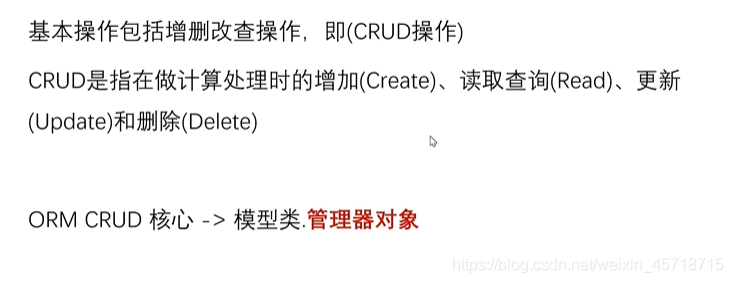 基本操作包括增删改查操作，即(CRUD操作)
CRUD是指在做计算处理时的增加(Create)、读取查询(Read)、更新
(Update)和删除(Delete)
ORM CRUD 核心 -> 模型类.管理器对象
https://blog.csdn.net/weixin_45718715